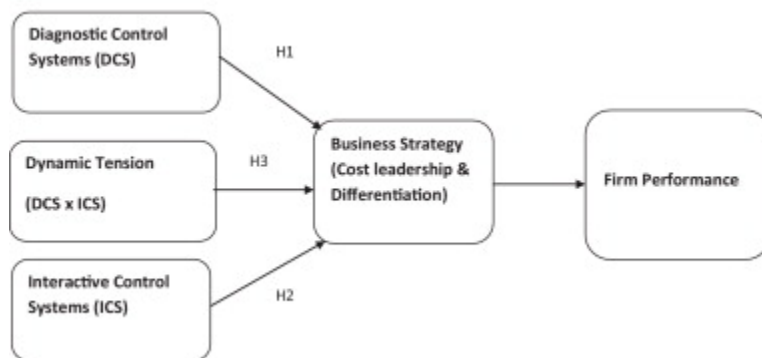 Diagnostic Control
Systems (DCS)
H1
Dynamic Tension
(DCS x ICS)
H3
Interactive Control
Systems (ICS)
H2
Business Strategy
(Cost leadership &
Differentiation)
Firm Performance